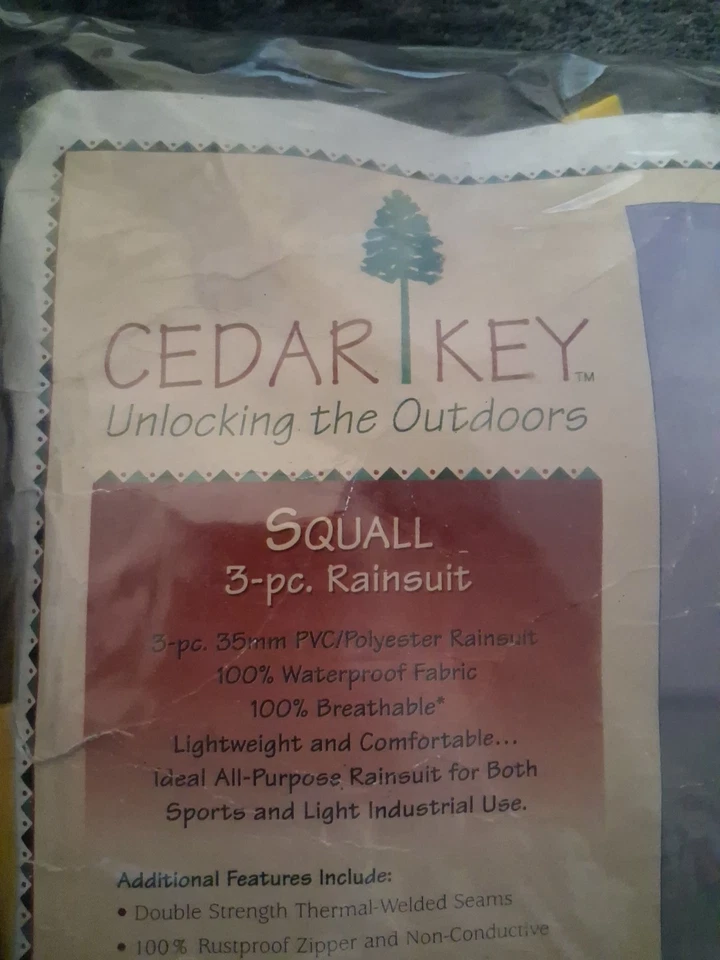 CEDAR KEY™
Unlocking the Outdoors
SQUALL
3-pc. Rainsuit
3-pc. 35mm PVC/Polyester Rainsuit
100% Waterproof Fabric
100% Breathable*
Lightweight and Comfortable...
Ideal All-Purpose Rainsuit for Both
Sports and Light Industrial Use.
Additional Features Include:
• Double Strength Thermal-Welded Seams
• 100% Rustproof Zipper and Non-Conductive